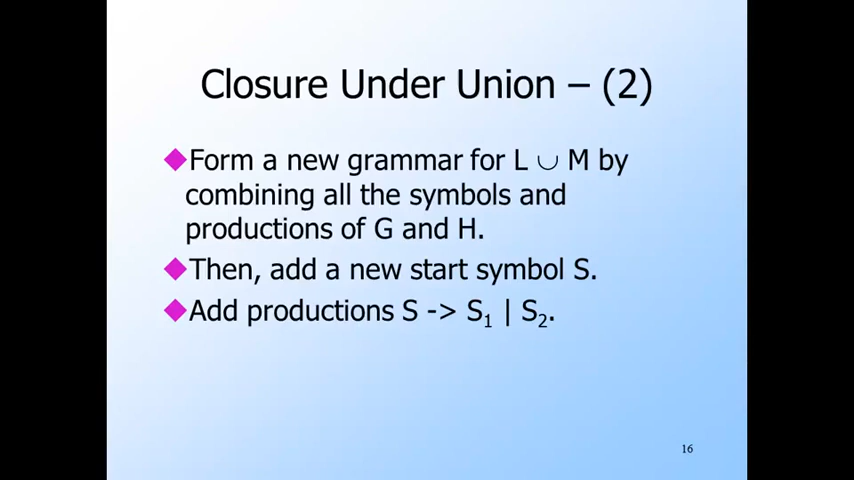 Closure Under Union – (2)
◆Form a new grammar for L ∪ M by
combining all the symbols and
productions of G and H.
◆Then, add a new start symbol S.
◆Add productions S -> S₁ | S₂.
16